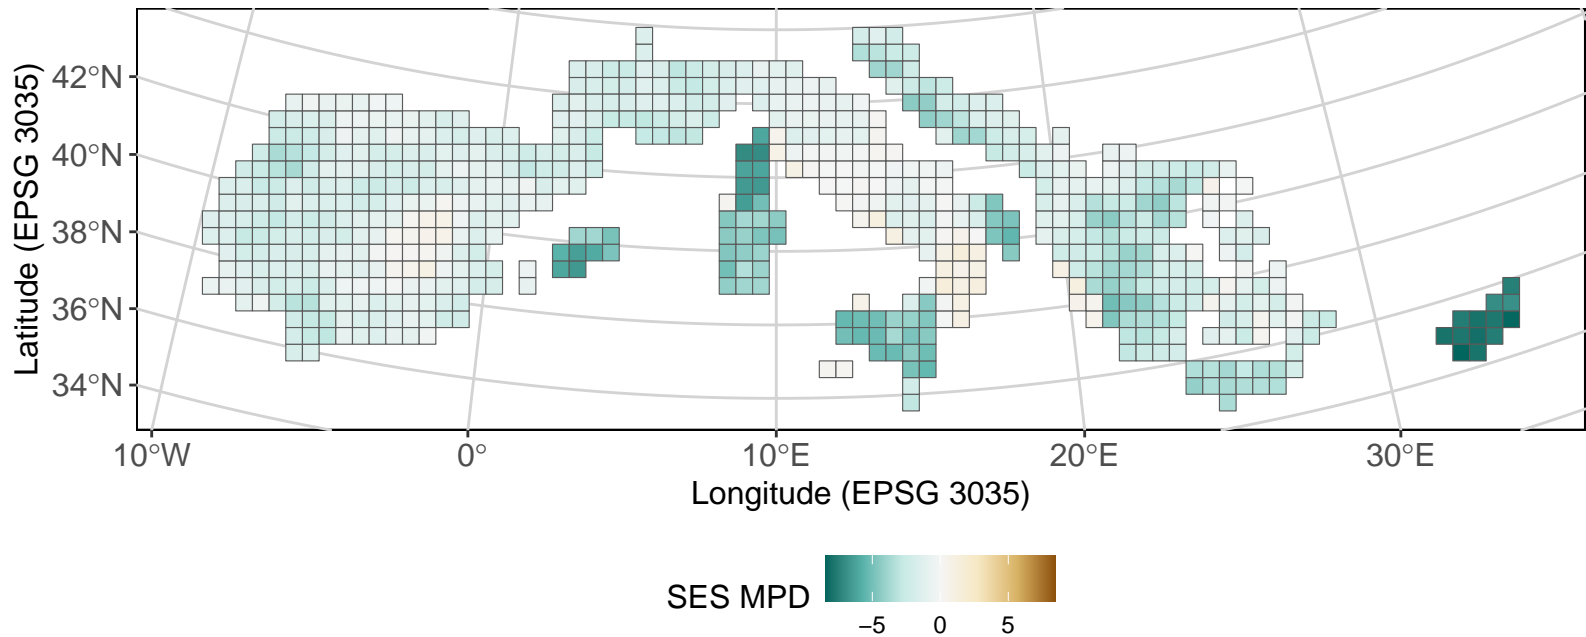 42°N
40°N
38°N
36°N
34°N
Latitude (EPSG 3035)
10°W 0° 10°E 20°E 30°E
Longitude (EPSG 3035)
SES MPD
−5 0 5